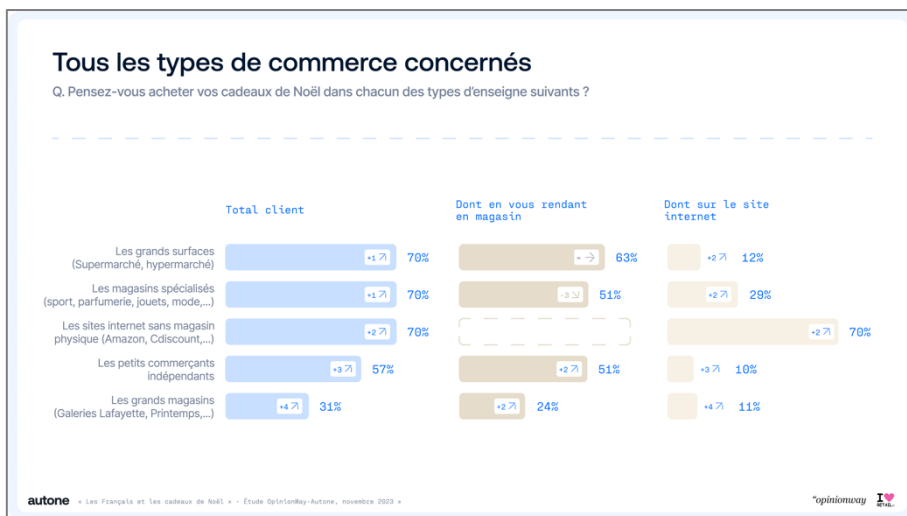 Tous les types de commerce concernés
Q. Pensez-vous acheter vos cadeaux de Noël dans chacun des types d'enseigne suivants ?
Total client
Dont en vous rendant
en magasin
Dont sur le site
internet
Les grands surfaces
(Supermarché, hypermarché)
+1 70%
= 63%
+2 12%
Les magasins spécialisés
(sport, parfumerie, jouets, mode,...)
+1 70%
-3 51%
+2 29%
Les sites internet sans magasin
physique (Amazon, Cdiscount,...)
+2 70%
+2 70%
Les petits commerçants
indépendants
+3 57%
+2 51%
+3 10%
Les grands magasins
(Galeries Lafayette, Printemps,...)
+4 31%
+2 24%
+4 11%
autone « Les Français et les cadeaux de Noël » - Étude OpinionWay-Autone, novembre 2023 »
"opinionway
I
RETAIL